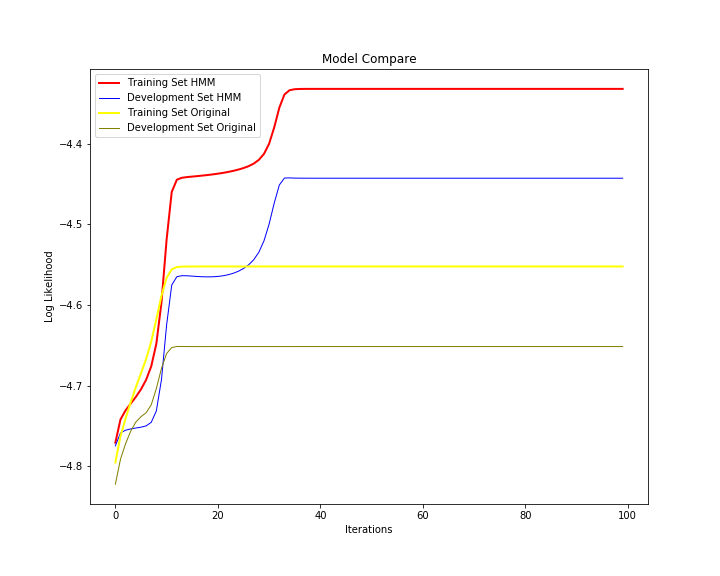 Model Compare
Training Set HMM
Development Set HMM
Training Set Original
Development Set Original
Log Likelihood
−4.4
−4.5
−4.6
−4.7
−4.8
0 20 40 60 80 100
Iterations